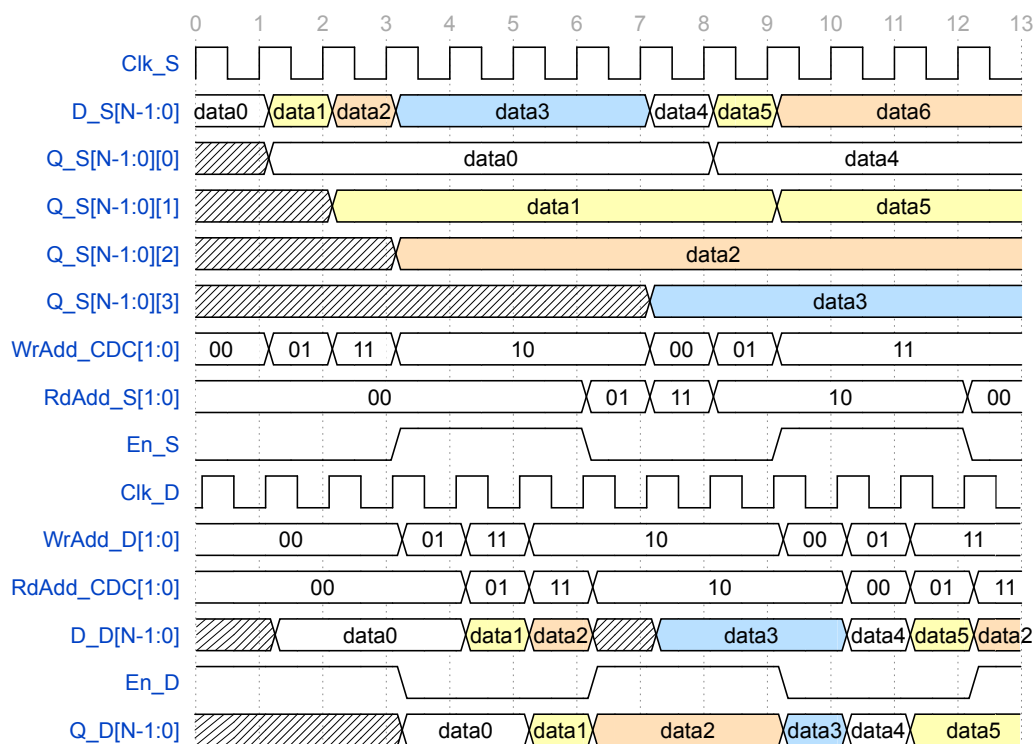 0 1 2 3 4 5 6 7 8 9 10 11 12 13
Clk_S
D_S[N-1:0] data0 data1 data2 data3 data4 data5 data6
Q_S[N-1:0][0] data0 data4
Q_S[N-1:0][1] data1 data5
Q_S[N-1:0][2] data2
Q_S[N-1:0][3] data3
WrAdd_CDC[1:0] 00 01 11 10 00 01 11
RdAdd_S[1:0] 00 01 11 10 00
En_S
Clk_D
WrAdd_D[1:0] 00 01 11 10 00 01 11
RdAdd_CDC[1:0] 00 01 11 10 00 01 11
D_D[N-1:0] data0 data1 data2 data3 data4 data5 data2
En_D
Q_D[N-1:0] data0 data1 data2 data3 data4 data5